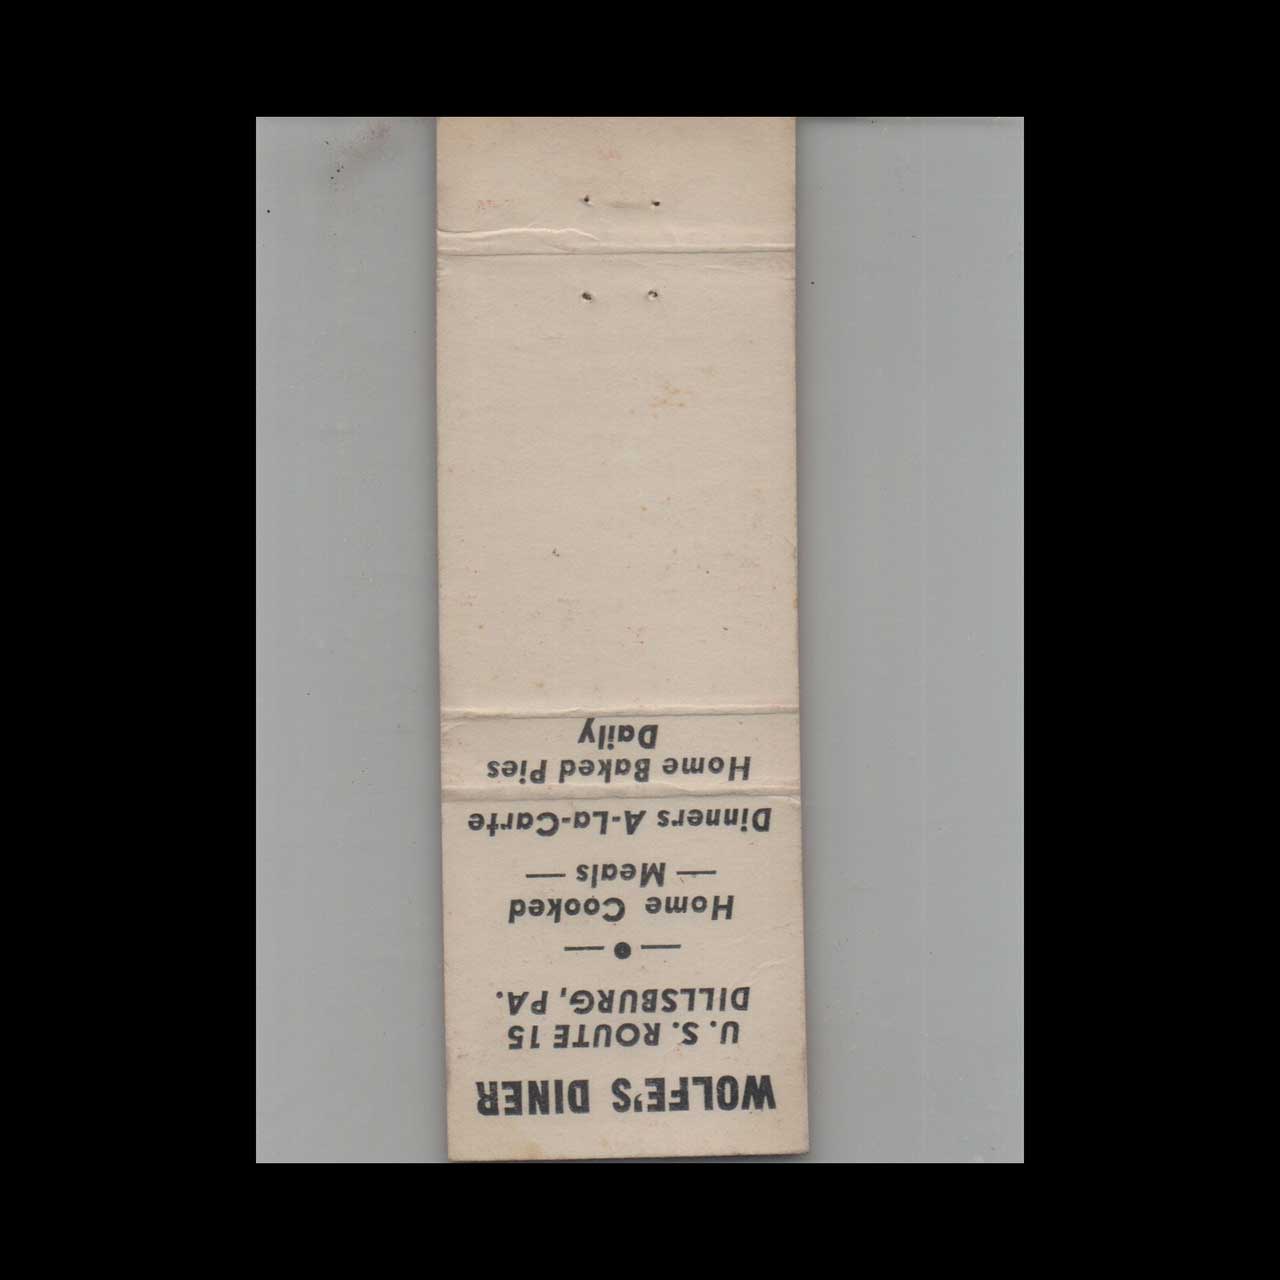 WOLFE'S DINER
U. S. ROUTE 15
DILLSBURG, PA.
— • —
Home Cooked
— Meals —
Dinners A-La-Carte
Home Baked Pies
Daily